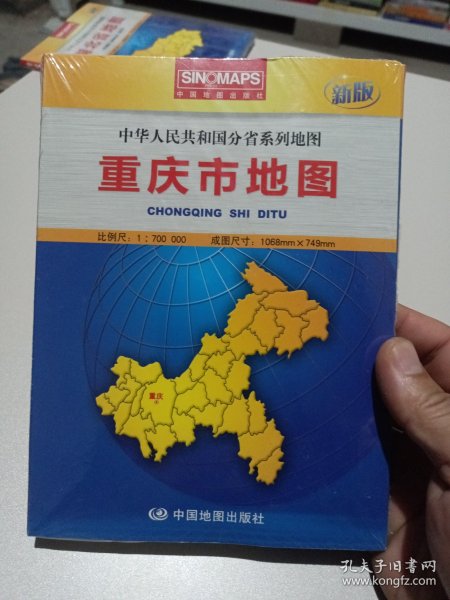 SINOMAPS
中国地图出版社
新版
中华人民共和国分省系列地图
重庆市地图
CHONGQING SHI DITU
比例尺：1：700 000 成图尺寸：1068mm×749mm
重庆
中国地图出版社
孔夫子旧书网
www.kongfz.com